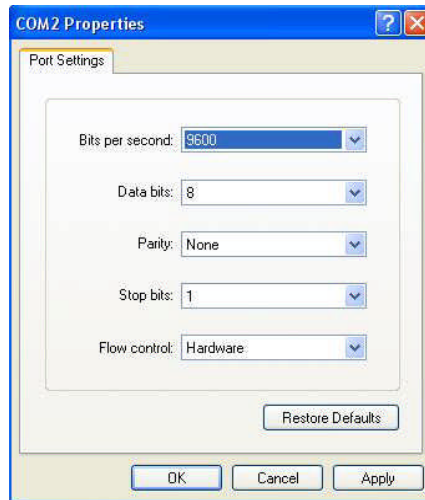 COM2 Properties
Port Settings
Bits per second: 9600
Data bits: 8
Parity: None
Stop bits: 1
Flow control: Hardware
Restore Defaults
OK Cancel Apply